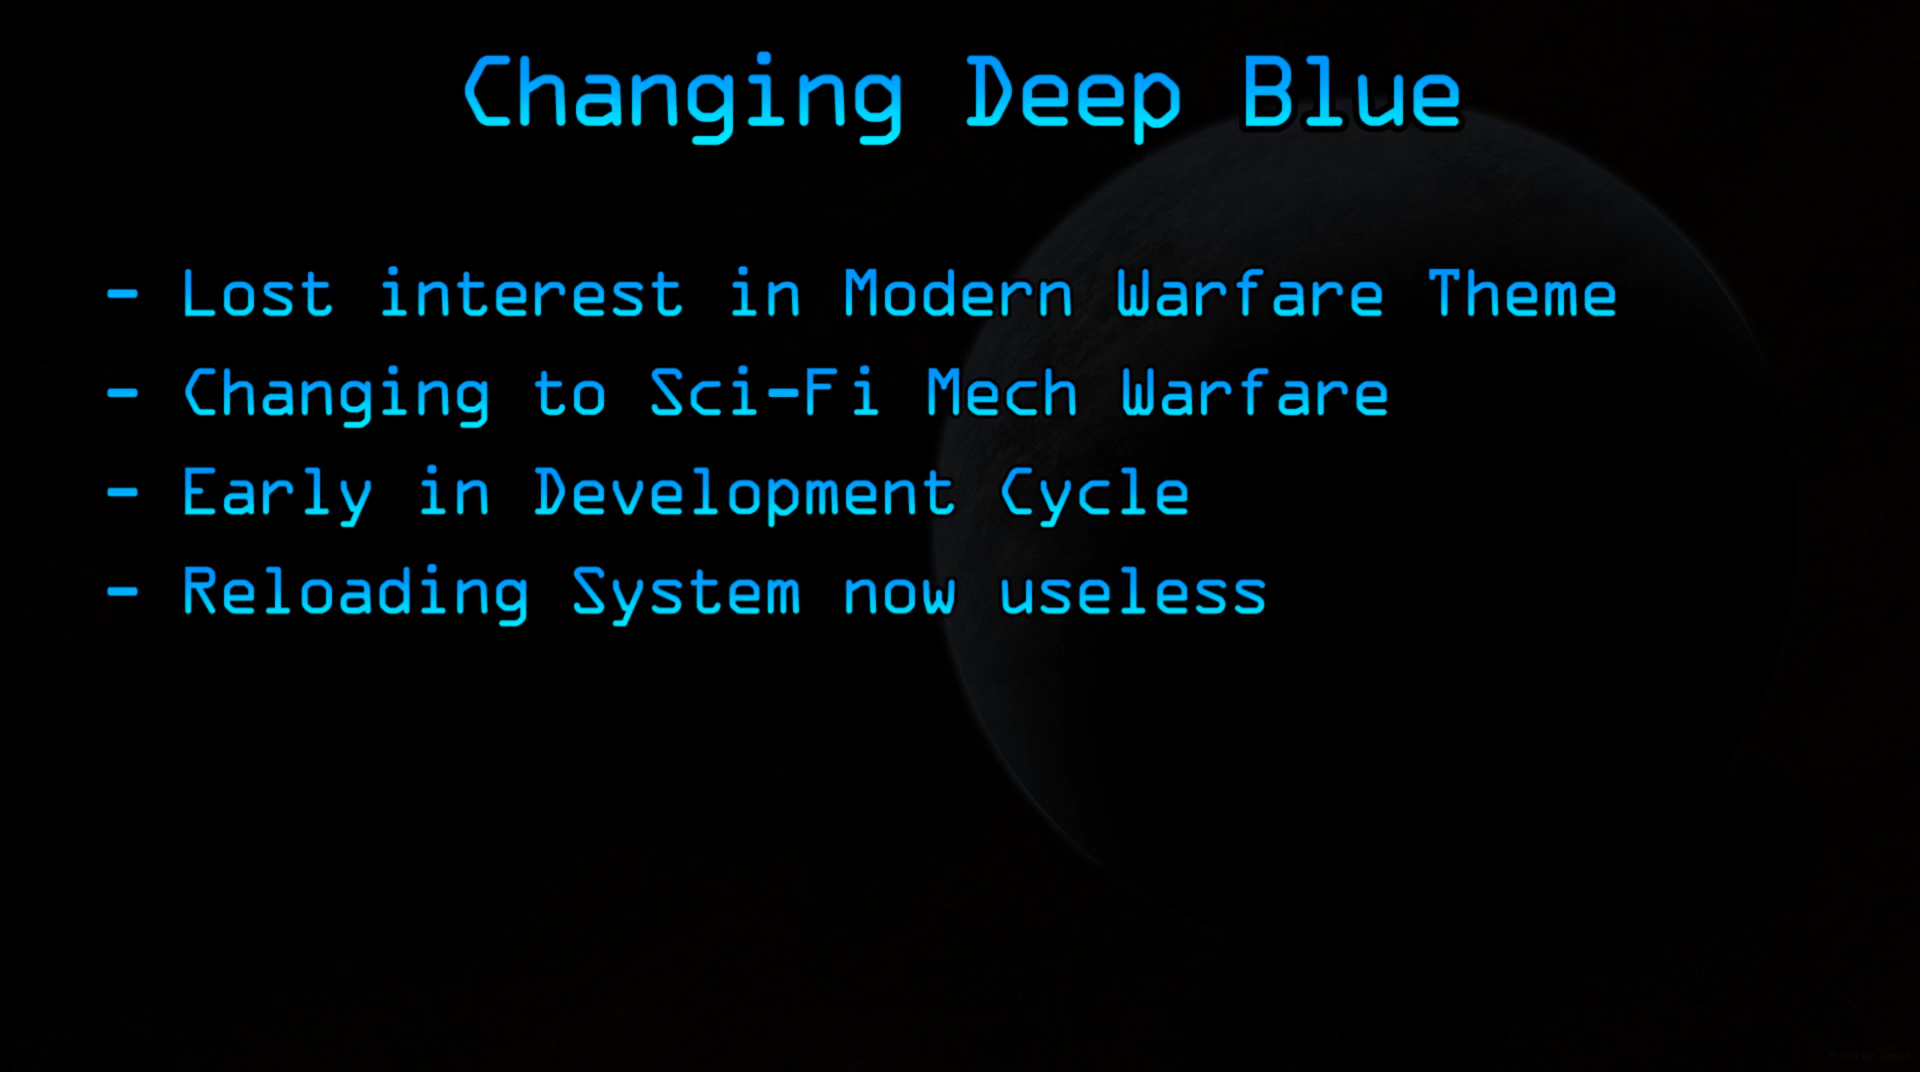 Changing Deep Blue
- Lost interest in Modern Warfare Theme
- Changing to Sci-Fi Mech Warfare
- Early in Development Cycle
- Reloading System now useless